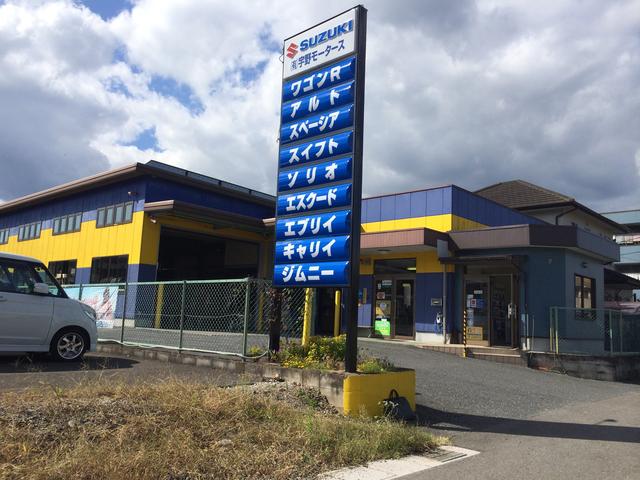 SUZUKI
㈲宇野モータース
ワゴンR
アルト
スペーシア
スイフト
ソリオ
エスクード
エブリイ
キャリイ
ジムニー